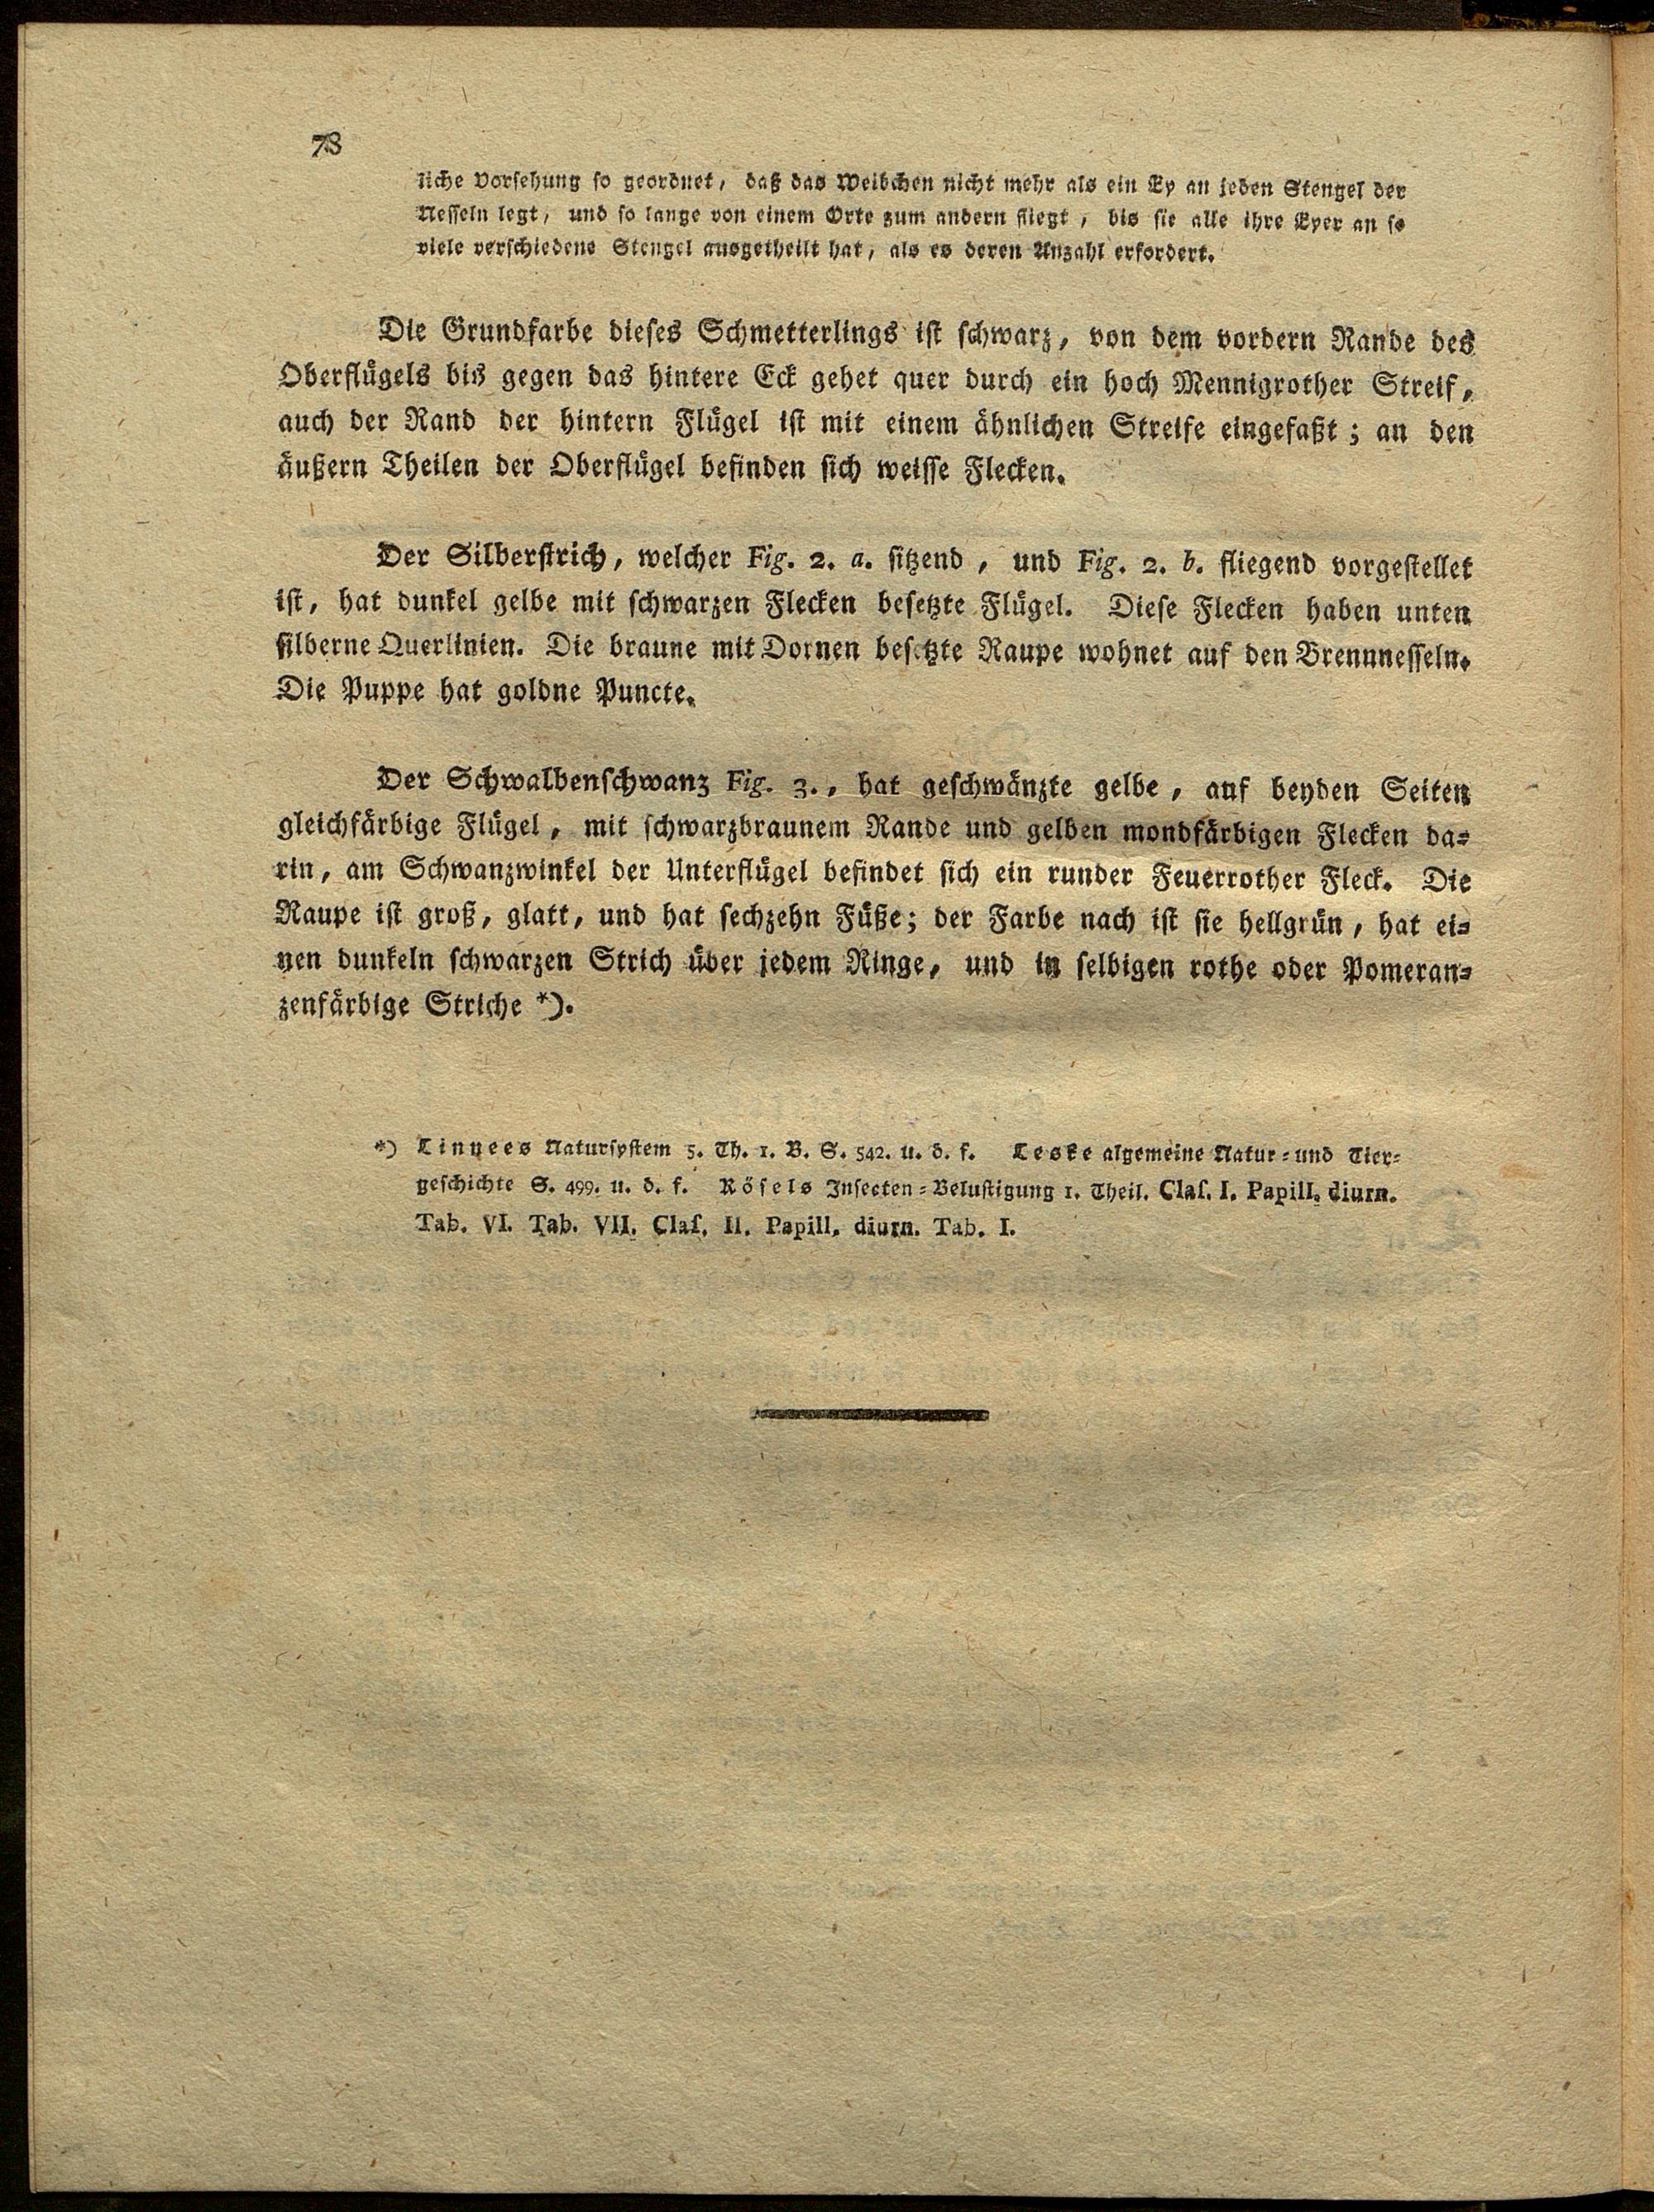 78
liche Vorsehung so geordnet, daß das Weibchen nicht mehr als ein Ey an jeden Stengel der
Nesseln legt, und so lange von einem Orte zum andern fliegt, bis sie alle ihre Eyer an so
viele verschiedene Stengel ausgetheilt hat, als es deren Anzahl erfordert.
Die Grundfarbe dieses Schmetterlings ist schwarz, von dem vordern Rande des
Oberflügels bis gegen das hintere Eck gehet quer durch ein hoch Mennigrother Streif,
auch der Rand der hintern Flügel ist mit einem ähnlichen Streife eingefaßt; an den
äußern Theilen der Oberflügel befinden sich weisse Flecken.
Der Silberstrich, welcher Fig. 2. a. sitzend, und Fig. 2. b. fliegend vorgestellet
ist, hat dunkel gelbe mit schwarzen Flecken besetzte Flügel. Diese Flecken haben unten
silberne Querlinien. Die braune mit Dornen besetzte Raupe wohnet auf den Brennnesseln.
Die Puppe hat goldne Puncte.
Der Schwalbenschwanz Fig. 3., hat geschwänzte gelbe, auf beyden Seiten
gleichfärbige Flügel, mit schwarzbraunem Rande und gelben mondfärbigen Flecken da-
rin, am Schwanzwinkel der Unterflügel befindet sich ein runder Feuerrother Fleck. Die
Raupe ist groß, glatt, und hat sechzehn Füße; der Farbe nach ist sie hellgrün, hat ei-
nen dunkeln schwarzen Strich über jedem Ringe, und in selbigen rothe oder Pomeran-
zenfärbige Striche *).
*) Linnees Natursystem 5. Th. 1. B. S. 542. u. d. f. Leske algemeine Natur- und Tier-
geschichte S. 499. u. d. f. Rösels Insecten-Belustigung 1. Theil. Claſ. I. Papill. diurn.
Tab. VI. Tab. VII. Claſ. II. Papill. diurn. Tab. I.